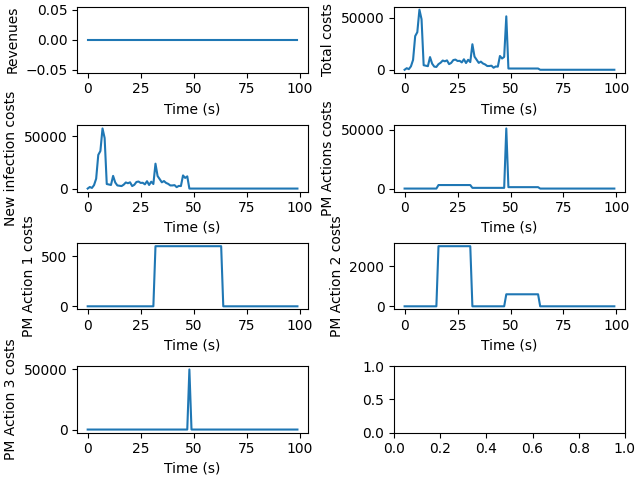 Revenues
0.05
0.00
−0.05
0 25 50 75 100
Time (s)
Total costs
50000
0
0 25 50 75 100
Time (s)
New infection costs
50000
0
0 25 50 75 100
Time (s)
PM Actions costs
50000
0
0 25 50 75 100
Time (s)
PM Action 1 costs
500
0
0 25 50 75 100
Time (s)
PM Action 2 costs
2000
0
0 25 50 75 100
Time (s)
PM Action 3 costs
50000
0
0 25 50 75 100
Time (s)
1.0
0.5
0.0
0.0 0.2 0.4 0.6 0.8 1.0